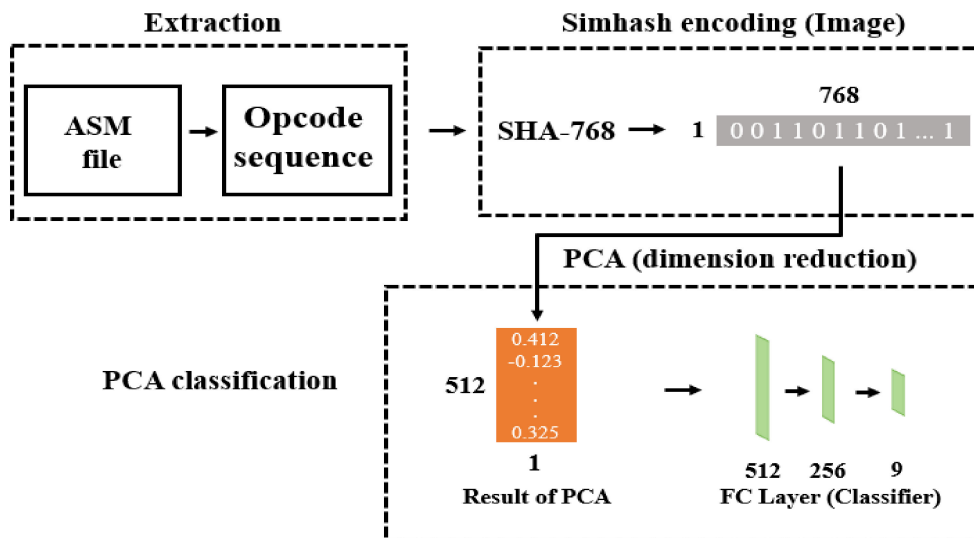 Extraction
ASM
file
Opcode
sequence
Simhash encoding (Image)
SHA-768
768
1
0 0 1 1 0 1 1 0 1 ... 1
PCA (dimension reduction)
PCA classification
512
0.412
-0.123
.
.
.
0.325
1
Result of PCA
512
256
9
FC Layer (Classifier)